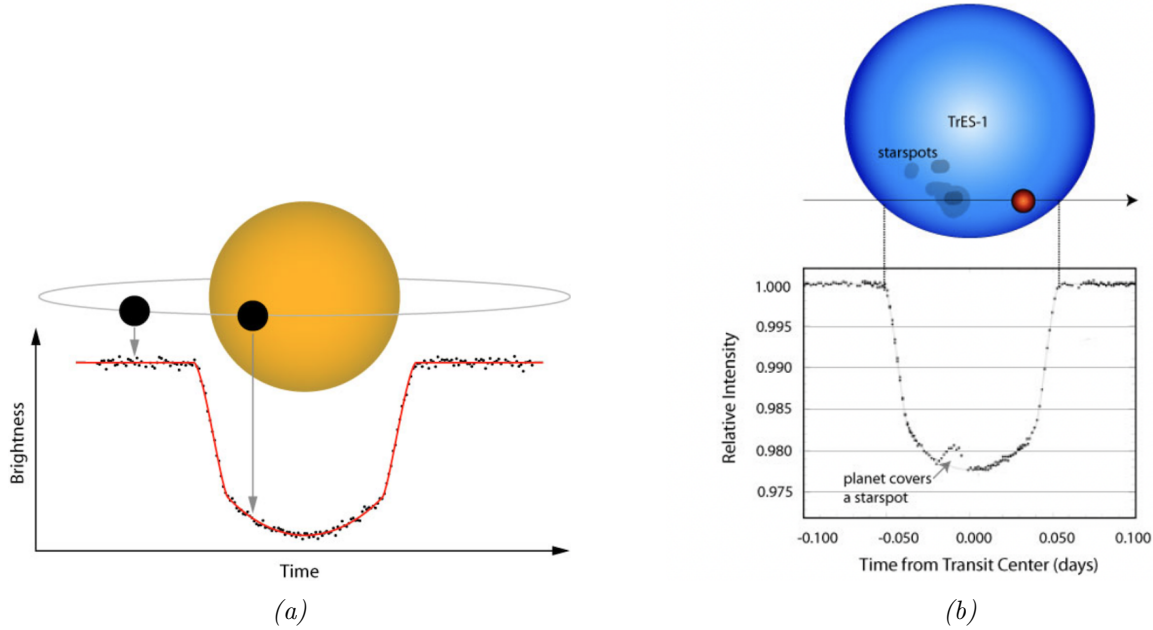 Brightness
Time
(a)
TrES-1
starspots
Relative Intensity
1.000
0.995
0.990
0.985
0.980
0.975
planet covers
a starspot
-0.100
-0.050
0.000
0.050
0.100
Time from Transit Center (days)
(b)